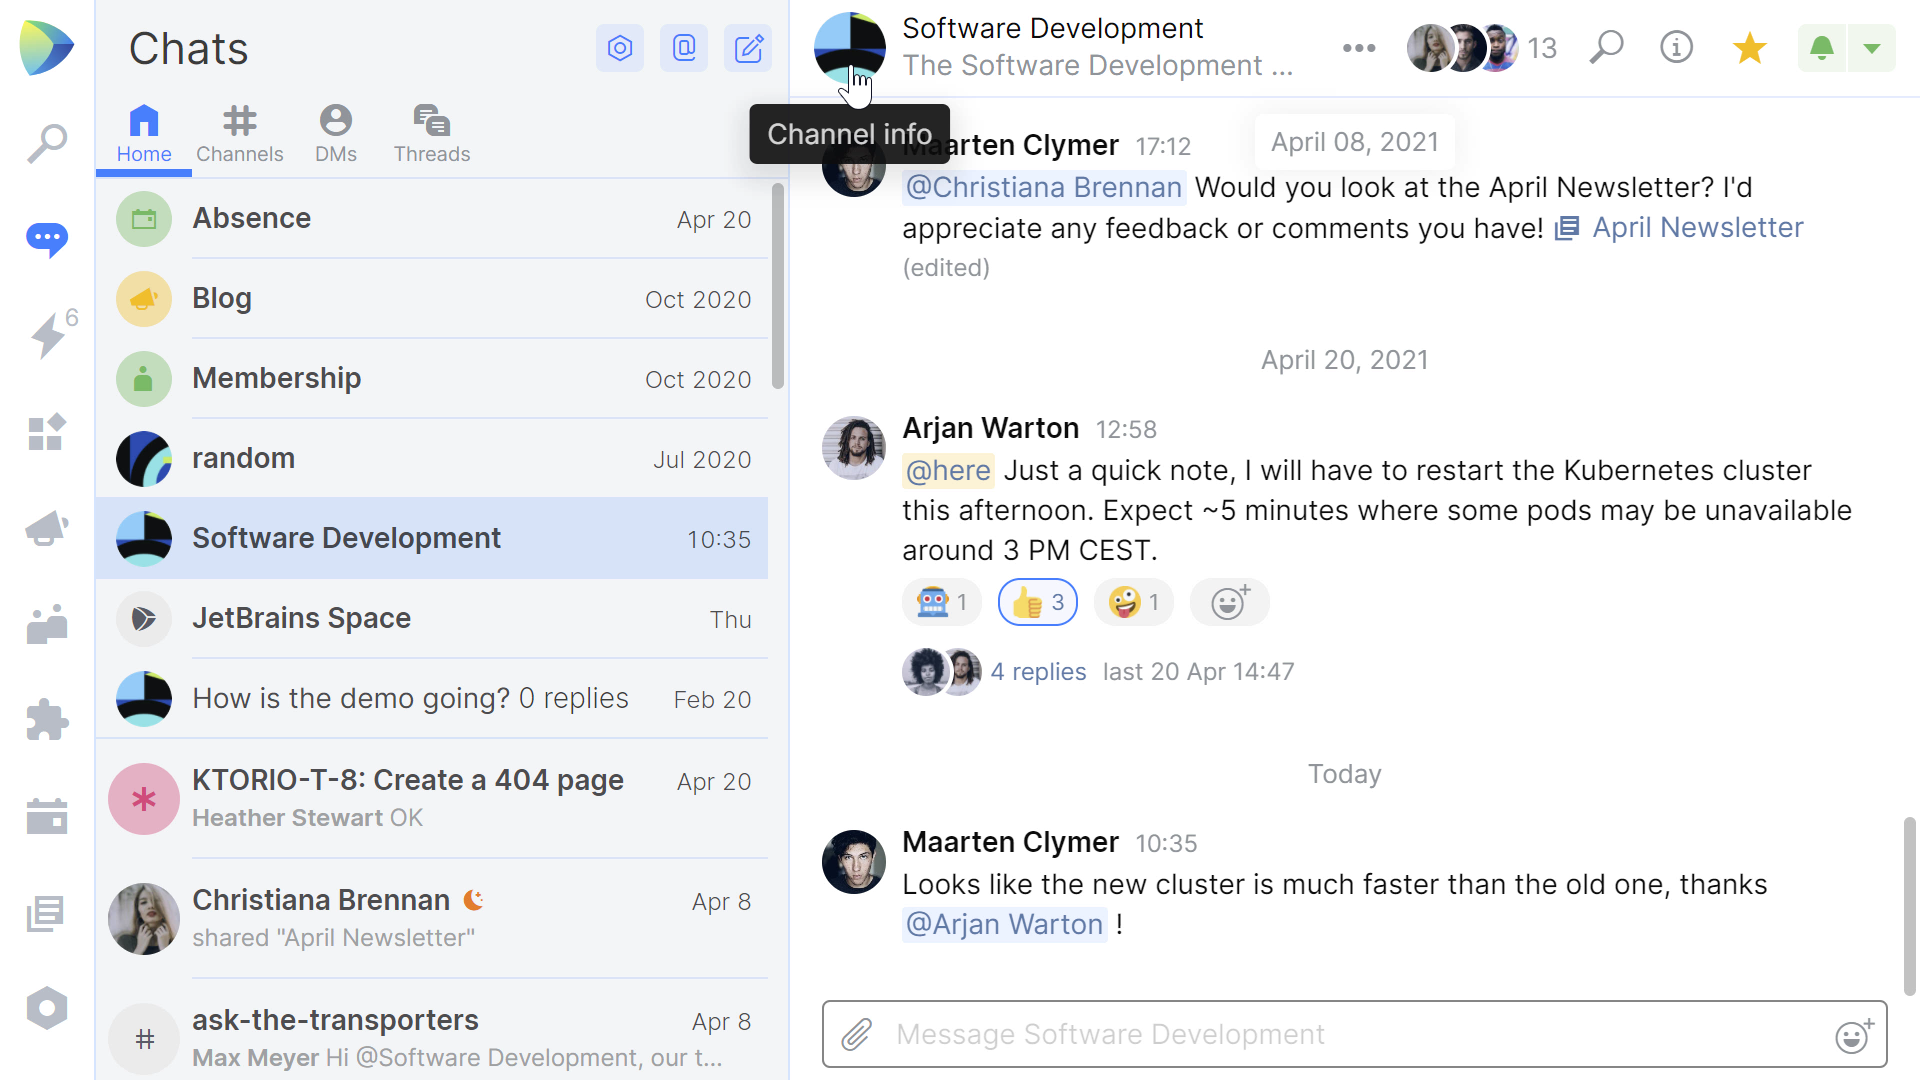 Chats
Home
Channels
DMs
Threads
6
Absence
Apr 20
Blog
Oct 2020
Membership
Oct 2020
random
Jul 2020
Software Development
10:35
JetBrains Space
Thu
How is the demo going? 0 replies
Feb 20
KTORIO-T-8: Create a 404 page
Apr 20
Heather Stewart OK
Christiana Brennan
Apr 8
shared "April Newsletter"
ask-the-transporters
Apr 8
Max Meyer Hi @Software Development, our t...
Software Development
The Software Development ...
13
Channel info
Maarten Clymer 17:12
April 08, 2021
@Christiana Brennan Would you look at the April Newsletter? I'd
appreciate any feedback or comments you have! April Newsletter
(edited)
April 20, 2021
Arjan Warton 12:58
@here Just a quick note, I will have to restart the Kubernetes cluster
this afternoon. Expect ~5 minutes where some pods may be unavailable
around 3 PM CEST.
1
3
1
4 replies last 20 Apr 14:47
Today
Maarten Clymer 10:35
Looks like the new cluster is much faster than the old one, thanks
@Arjan Warton !
Message Software Development